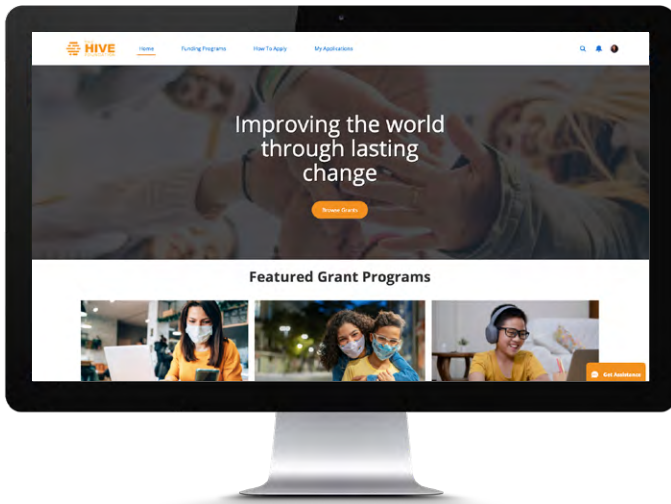 HIVE
Home
Funding Programs
How To Apply
My Applications
Improving the world
through lasting
change
Browse Grants
Featured Grant Programs
Get Assistance